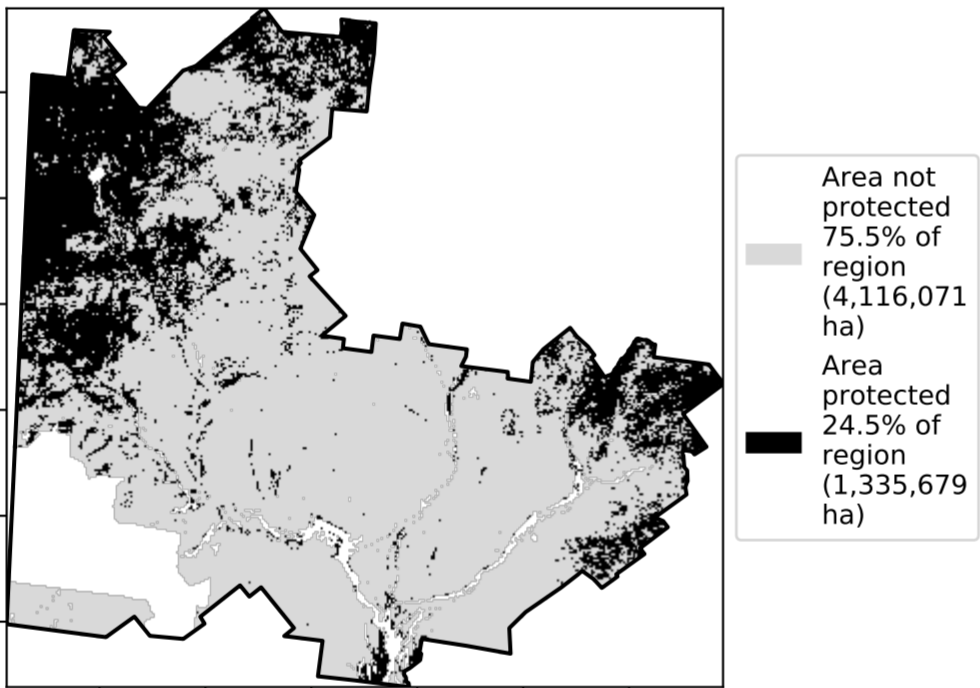 Area not
protected
75.5% of
region
(4,116,071
ha)
Area
protected
24.5% of
region
(1,335,679
ha)